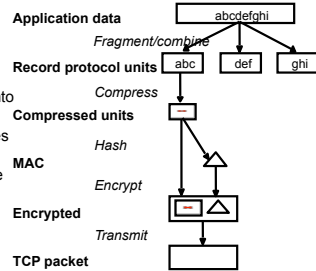 Application data
abcdefghi
Fragment/combine
Record protocol units
abc
def
ghi
Compress
Compressed units
Hash
MAC
Encrypt
Encrypted
Transmit
TCP packet